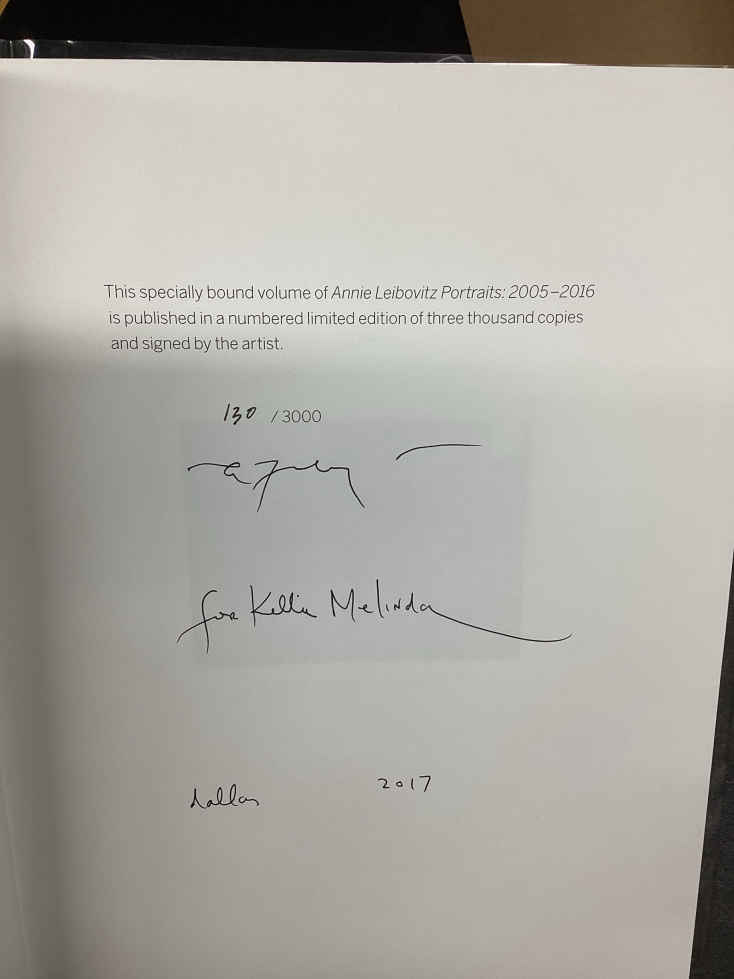 This specially bound volume of Annie Leibovitz Portraits: 2005–2016
is published in a numbered limited edition of three thousand copies
and signed by the artist.
130 /3000
for Kellie Melinda
dallas 2017